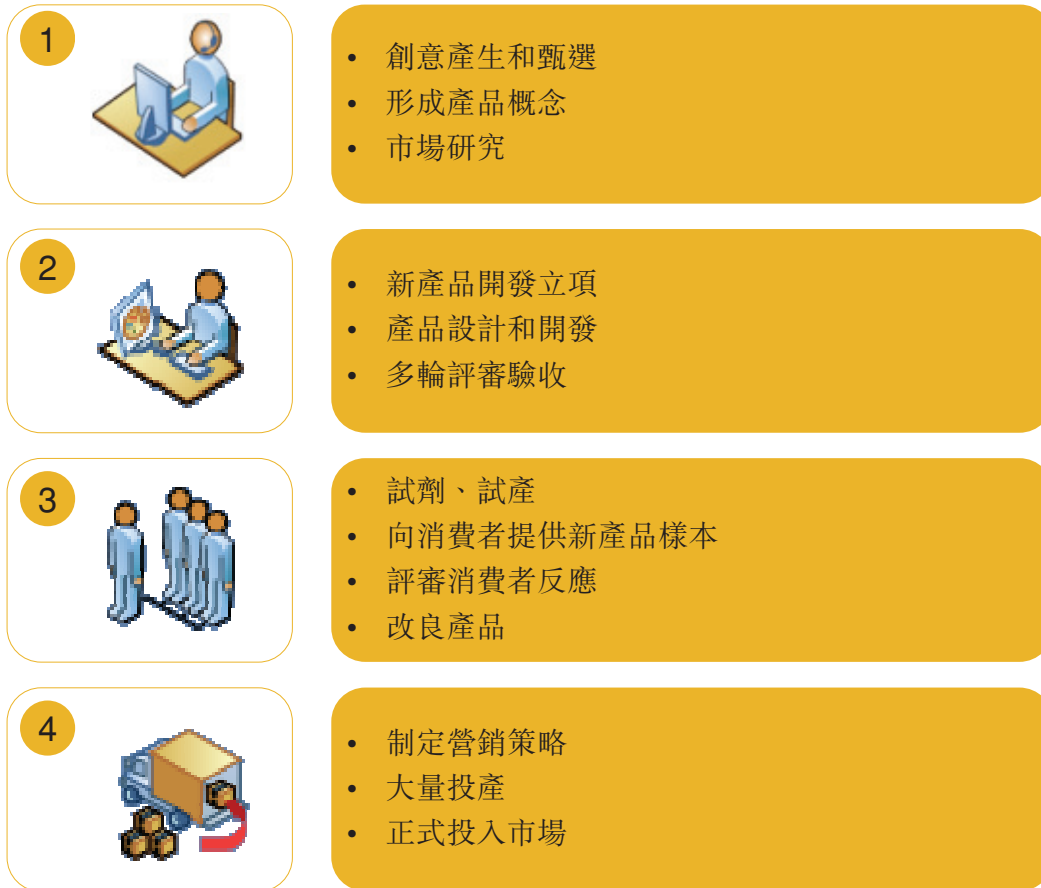 1
• 創意產生和甄選
• 形成產品概念
• 市場研究
2
• 新產品開發立項
• 產品設計和開發
• 多輪評審驗收
3
• 試劑、試產
• 向消費者提供新產品樣本
• 評審消費者反應
• 改良產品
4
• 制定營銷策略
• 大量投產
• 正式投入市場